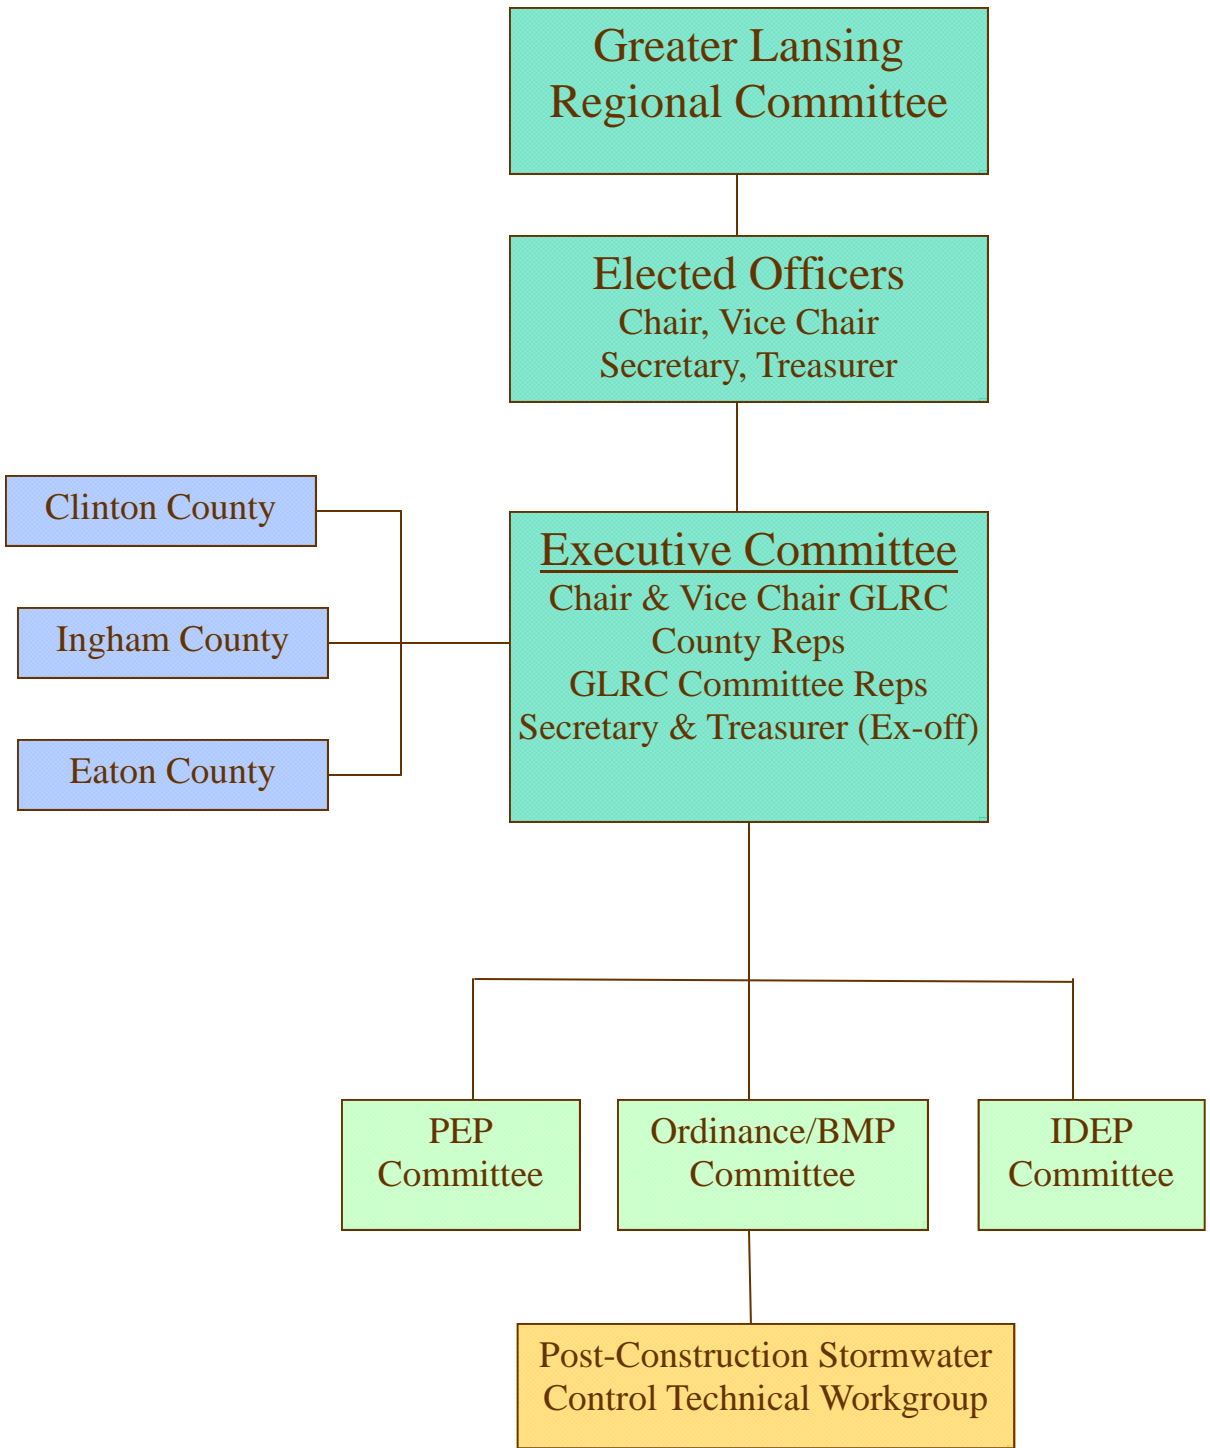 Greater Lansing
Regional Committee
Elected Officers
Chair, Vice Chair
Secretary, Treasurer
Clinton County
Ingham County
Eaton County
Executive Committee
Chair & Vice Chair GLRC
County Reps
GLRC Committee Reps
Secretary & Treasurer (Ex-off)
PEP
Committee
Ordinance/BMP
Committee
IDEP
Committee
Post-Construction Stormwater
Control Technical Workgroup